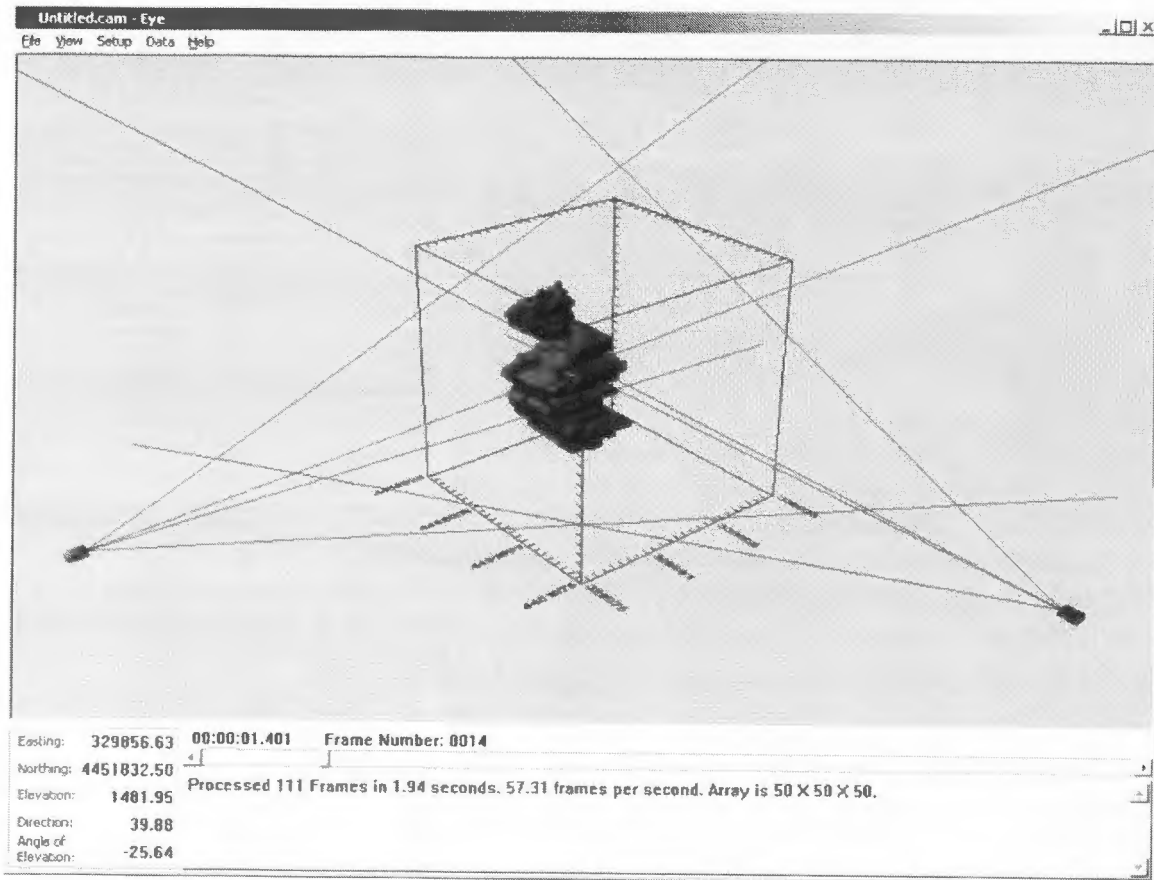 Untitled.cam - Eye
File View Setup Data Help
Easting: 329856.63
Northing: 4451832.50
Elevation: 1481.95
Direction: 39.88
Angle of
Elevation: -25.64
00:00:01.401 Frame Number: 0014
Processed 111 Frames in 1.94 seconds. 57.31 frames per second. Array is 50 X 50 X 50.